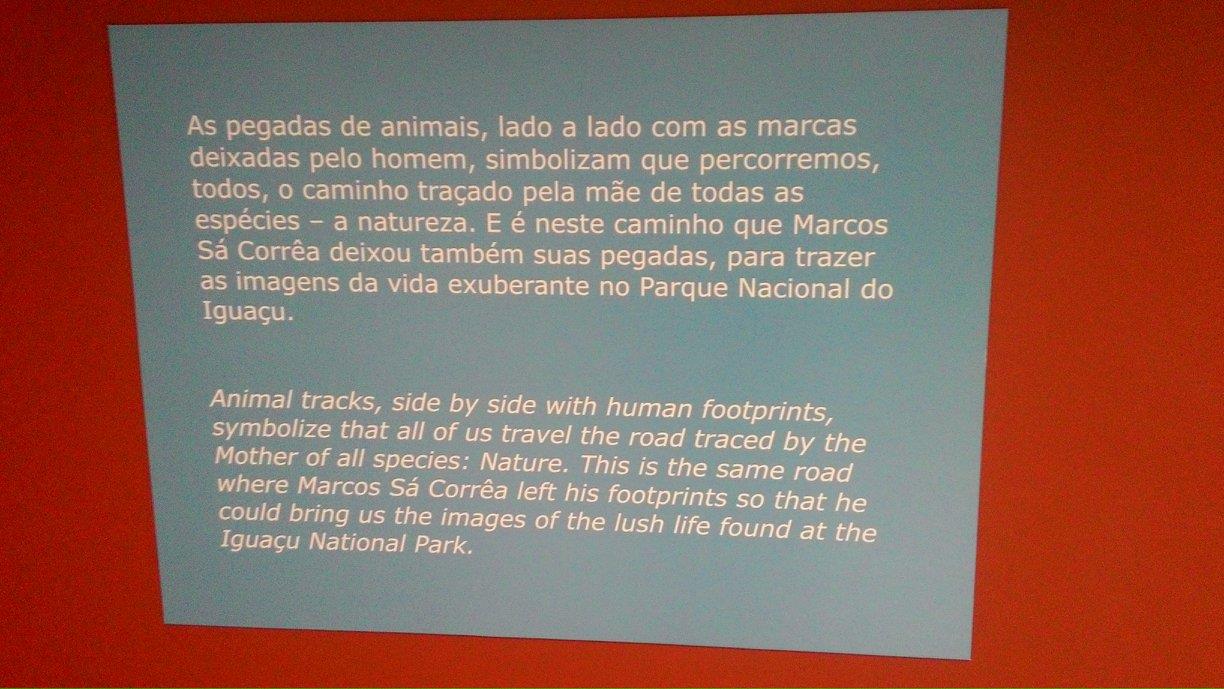 As pegadas de animais, lado a lado com as marcas
deixadas pelo homem, simbolizam que percorremos,
todos, o caminho traçado pela mãe de todas as
espécies – a natureza. E é neste caminho que Marcos
Sá Corrêa deixou também suas pegadas, para trazer
as imagens da vida exuberante no Parque Nacional do
Iguaçu.
Animal tracks, side by side with human footprints,
symbolize that all of us travel the road traced by the
Mother of all species: Nature. This is the same road
where Marcos Sá Corrêa left his footprints so that he
could bring us the images of the lush life found at the
Iguaçu National Park.